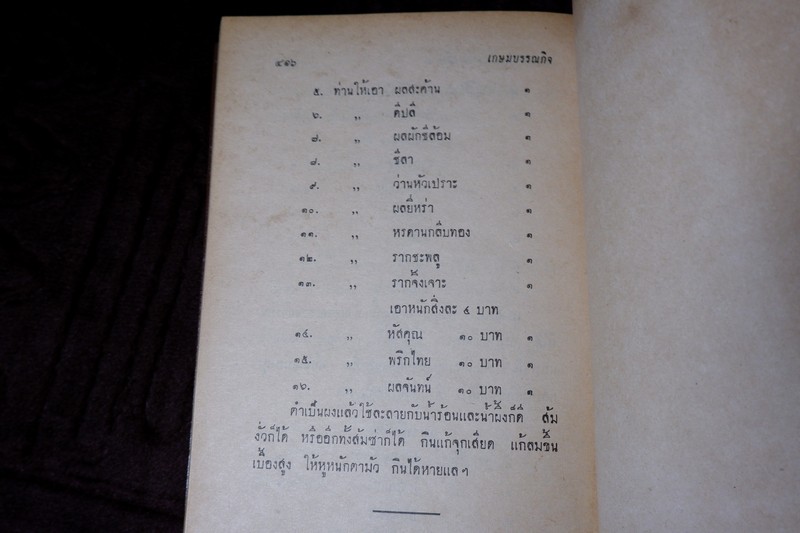 ๔๙๖ เกษมบรรณกิจ
๕. ท่านให้เอา ผลสะค้าน ๑
๖. ,, ดีปลี ๑
๗. ,, ผลผักชีล้อม ๑
๘. ,, ชีลา ๑
๙. ,, ว่านหัวเปราะ ๑
๑๐. ,, ผลยี่หร่า ๑
๑๑. ,, หรดานกลีบทอง ๑
๑๒. ,, รากชะพลู ๑
๑๓. ,, รากจิงเจาะ ๑
เอาหนักสิ่งละ ๔ บาท
๑๔. ,, หัสคุณ ๑๐ บาท ๑
๑๕. ,, พริกไทย ๑๐ บาท ๑
๑๖. ,, ผลจันทน์ ๑๐ บาท ๑
ตำเป็นผงแล้วใช้ละลายกับน้ำร้อนและน้ำผึ้งก็ดี ส้ม
งั่วก็ได้ หรืออีกทั้งส้มซ่าก็ได้ กินแก้จุกเสียด แก้ลมขึ้น
เบื้องสูง ให้หูหนักตามัว กินได้หายแลฯ